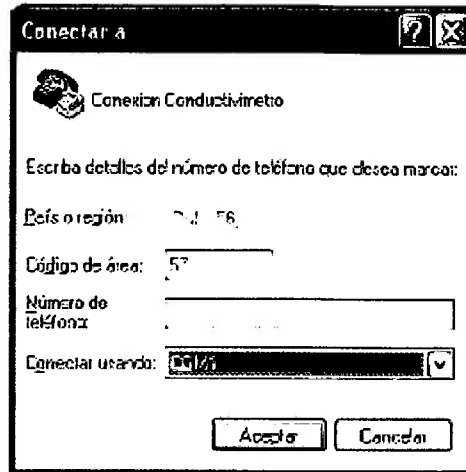 Conectar a
Conexion Conductivimetro
Escriba detalles del número de teléfono que desea marcar:
País o región:
Código de área: 57
Número de
teléfono:
Conectar usando:
Aceptar Cancelar